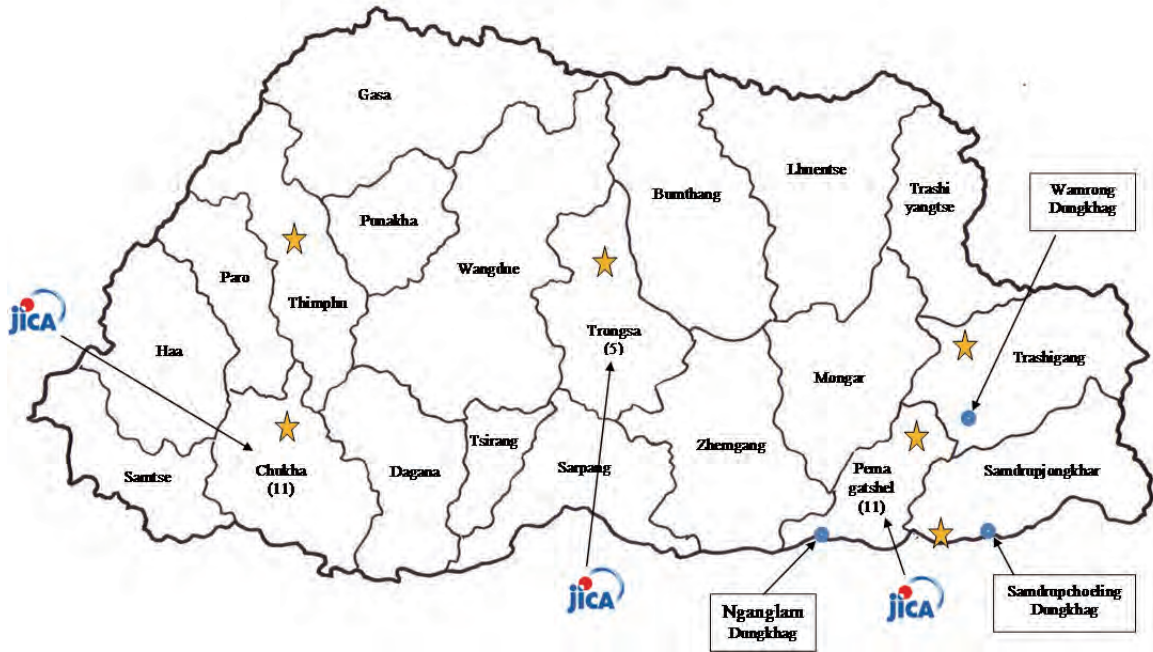 Gasa
Lhuentse
Trashi
yangtse
Bumthang
Punakha
Wamrong
Dungkhag
Paro
Wangdue
Thimphu
jICA
Haa
Trongsa
(5)
Trashigang
Mongar
Tsirang
Zhemgang
Samtse
Chukha
(11)
Dagana
Sarpang
Pema
gatshel
(11)
Samdrupjongkhar
jICA
jICA
Nganglam
Dungkhag
Samdrupchoeling
Dungkhag